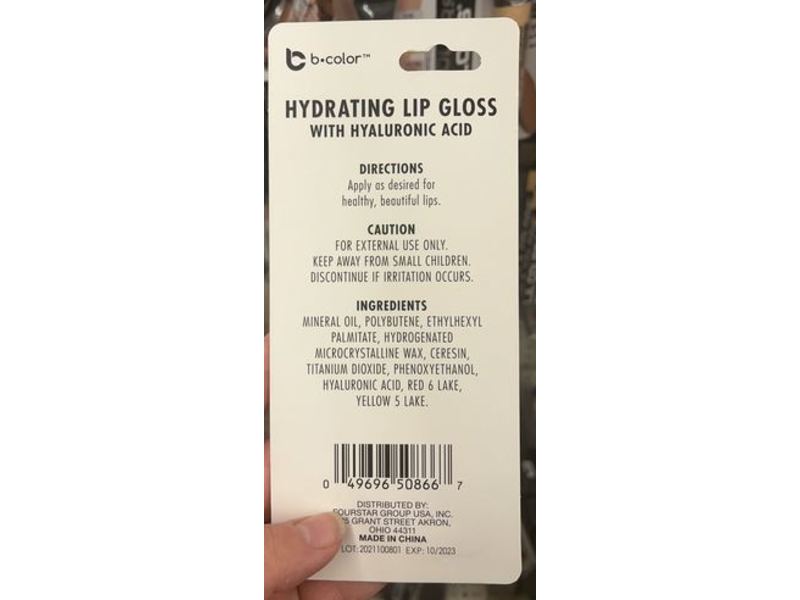 b•color™
HYDRATING LIP GLOSS
WITH HYALURONIC ACID
DIRECTIONS
Apply as desired for
healthy, beautiful lips.
CAUTION
FOR EXTERNAL USE ONLY.
KEEP AWAY FROM SMALL CHILDREN.
DISCONTINUE IF IRRITATION OCCURS.
INGREDIENTS
MINERAL OIL, POLYBUTENE, ETHYLHEXYL
PALMITATE, HYDROGENATED
MICROCRYSTALLINE WAX, CERESIN,
TITANIUM DIOXIDE, PHENOXYETHANOL,
HYALURONIC ACID, RED 6 LAKE,
YELLOW 5 LAKE.
0 49696 50866 7
DISTRIBUTED BY:
FOURSTAR GROUP USA, INC.
GRANT STREET AKRON,
OHIO 44311
MADE IN CHINA
LOT: 2021100801 EXP: 10/2023